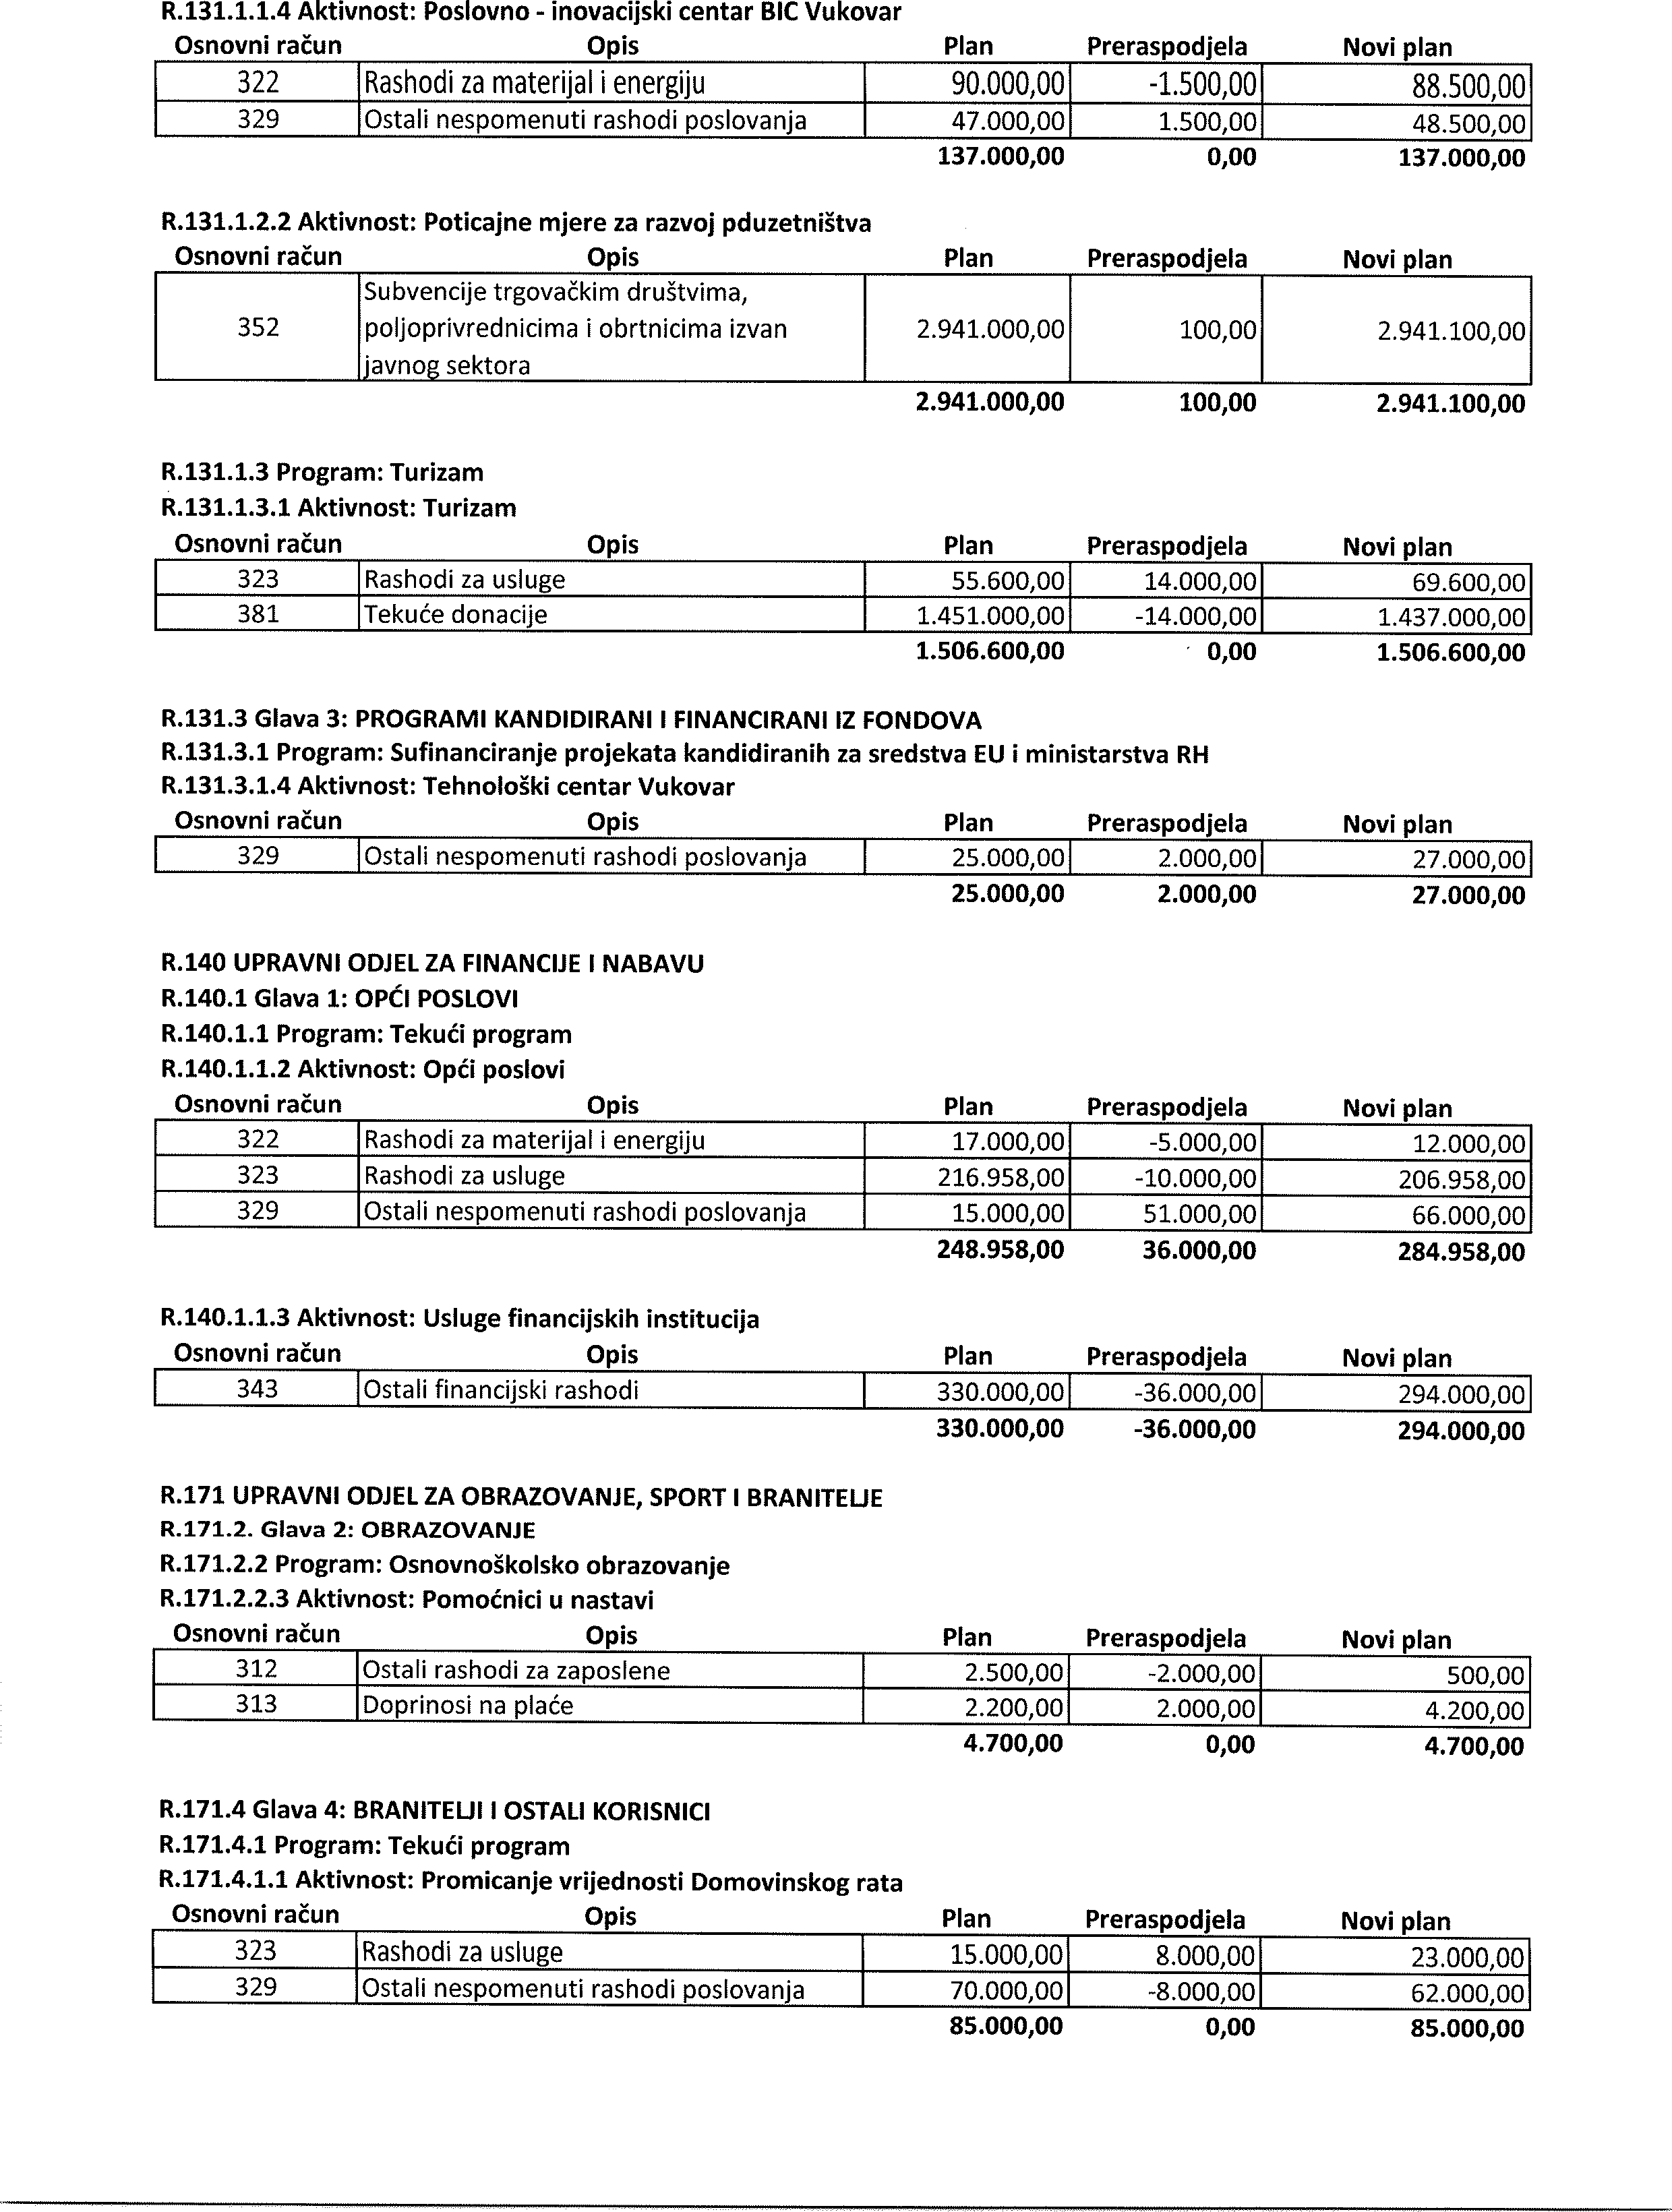 R.131.1.1.4 Aktivnost: Poslovno - inovacijski centar BIC Vukovar
Osnovni račun Opis Plan Preraspodjela Novi plan
322 Rashodi za materijal i energiju 90.000,00 -1.500,00 88.500,00
329 Ostali nespomenuti rashodi poslovanja 47.000,00 1.500,00 48.500,00
137.000,00 0,00 137.000,00
R.131.1.2.2 Aktivnost: Poticajne mjere za razvoj pduzetništva
Osnovni račun Opis Plan Preraspodjela Novi plan
Subvencije trgovačkim društvima,
352 poljoprivrednicima i obrtnicima izvan 2.941.000,00 100,00 2.941.100,00
javnog sektora
2.941.000,00 100,00 2.941.100,00
R.131.1.3 Program: Turizam
R.131.1.3.1 Aktivnost: Turizam
Osnovni račun Opis Plan Preraspodjela Novi plan
323 Rashodi za usluge 55.600,00 14.000,00 69.600,00
381 Tekuće donacije 1.451.000,00 -14.000,00 1.437.000,00
1.506.600,00 0,00 1.506.600,00
R.131.3 Glava 3: PROGRAMI KANDIDIRANI I FINANCIRANI IZ FONDOVA
R.131.3.1 Program: Sufinanciranje projekata kandidiranih za sredstva EU i ministarstva RH
R.131.3.1.4 Aktivnost: Tehnološki centar Vukovar
Osnovni račun Opis Plan Preraspodjela Novi plan
329 Ostali nespomenuti rashodi poslovanja 25.000,00 2.000,00 27.000,00
25.000,00 2.000,00 27.000,00
R.140 UPRAVNI ODJEL ZA FINANCIJE I NABAVU
R.140.1 Glava 1: OPĆI POSLOVI
R.140.1.1 Program: Tekući program
R.140.1.1.2 Aktivnost: Opći poslovi
Osnovni račun Opis Plan Preraspodjela Novi plan
322 Rashodi za materijal i energiju 17.000,00 -5.000,00 12.000,00
323 Rashodi za usluge 216.958,00 -10.000,00 206.958,00
329 Ostali nespomenuti rashodi poslovanja 15.000,00 51.000,00 66.000,00
248.958,00 36.000,00 284.958,00
R.140.1.1.3 Aktivnost: Usluge financijskih institucija
Osnovni račun Opis Plan Preraspodjela Novi plan
343 Ostali financijski rashodi 330.000,00 -36.000,00 294.000,00
330.000,00 -36.000,00 294.000,00
R.171 UPRAVNI ODJEL ZA OBRAZOVANJE, SPORT I BRANITELJE
R.171.2. Glava 2: OBRAZOVANJE
R.171.2.2 Program: Osnovnoškolsko obrazovanje
R.171.2.2.3 Aktivnost: Pomoćnici u nastavi
Osnovni račun Opis Plan Preraspodjela Novi plan
312 Ostali rashodi za zaposlene 2.500,00 -2.000,00 500,00
313 Doprinosi na plaće 2.200,00 2.000,00 4.200,00
4.700,00 0,00 4.700,00
R.171.4 Glava 4: BRANITELJI I OSTALI KORISNICI
R.171.4.1 Program: Tekući program
R.171.4.1.1 Aktivnost: Promicanje vrijednosti Domovinskog rata
Osnovni račun Opis Plan Preraspodjela Novi plan
323 Rashodi za usluge 15.000,00 8.000,00 23.000,00
329 Ostali nespomenuti rashodi poslovanja 70.000,00 -8.000,00 62.000,00
85.000,00 0,00 85.000,00